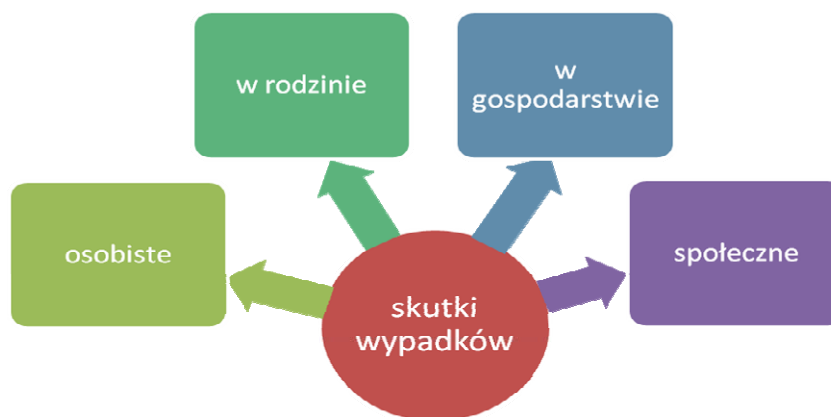 w rodzinie
w
gospodarstwie
osobiste
społeczne
skutki
wypadków